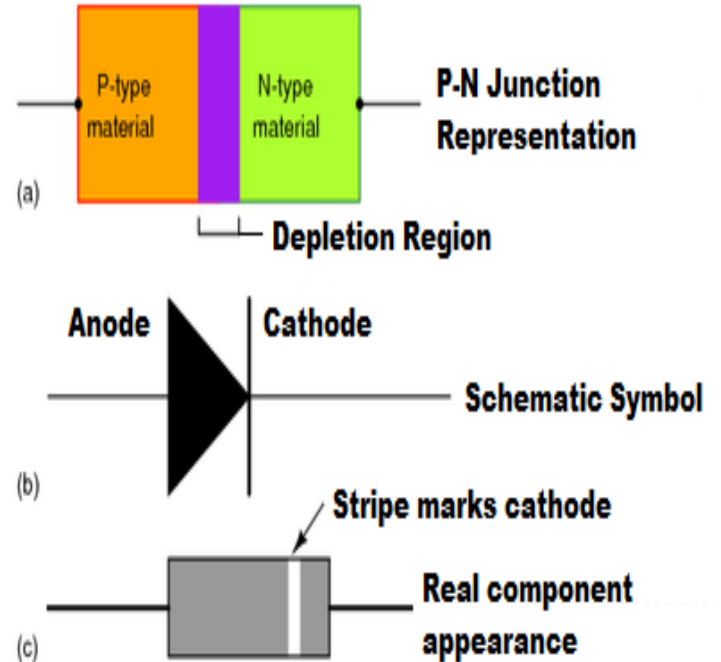 P-type
material
N-type
material
P-N Junction
Representation
(a)
Depletion Region
Anode
Cathode
Schematic Symbol
(b)
Stripe marks cathode
Real component
appearance
(c)